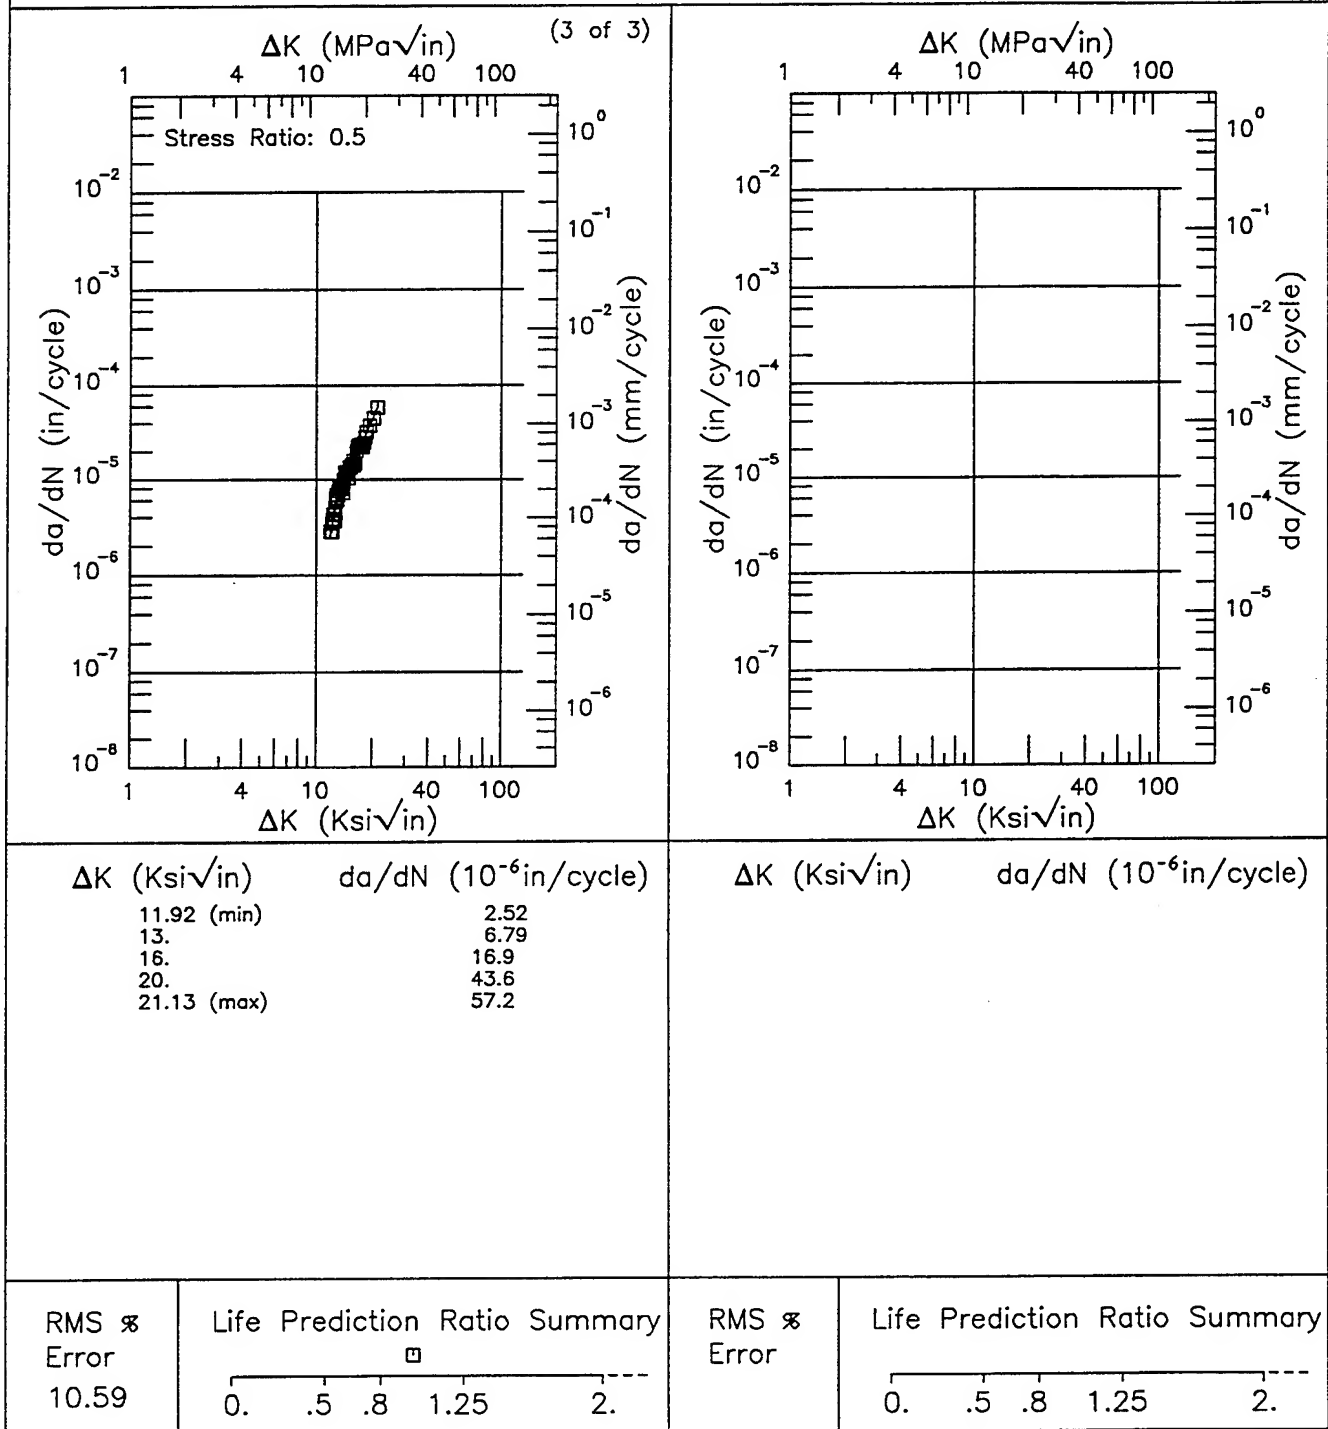 (3 of 3)
ΔK (MPa√in)
1 4 10 40 100
Stress Ratio: 0.5
da/dN (in/cycle)
10⁻²
10⁻³
10⁻⁴
10⁻⁵
10⁻⁶
10⁻⁷
10⁻⁸
da/dN (mm/cycle)
10⁰
10⁻¹
10⁻²
10⁻³
10⁻⁴
10⁻⁵
10⁻⁶
1 4 10 40 100
ΔK (Ksi√in)
ΔK (MPa√in)
1 4 10 40 100
da/dN (in/cycle)
10⁻²
10⁻³
10⁻⁴
10⁻⁵
10⁻⁶
10⁻⁷
10⁻⁸
da/dN (mm/cycle)
10⁰
10⁻¹
10⁻²
10⁻³
10⁻⁴
10⁻⁵
10⁻⁶
1 4 10 40 100
ΔK (Ksi√in)
ΔK (Ksi√in) da/dN (10⁻⁶in/cycle)
11.92 (min) 2.52
13. 6.79
16. 16.9
20. 43.6
21.13 (max) 57.2
ΔK (Ksi√in) da/dN (10⁻⁶in/cycle)
RMS %
Error
10.59
Life Prediction Ratio Summary
0. .5 .8 1.25 2.
RMS %
Error
Life Prediction Ratio Summary
0. .5 .8 1.25 2.